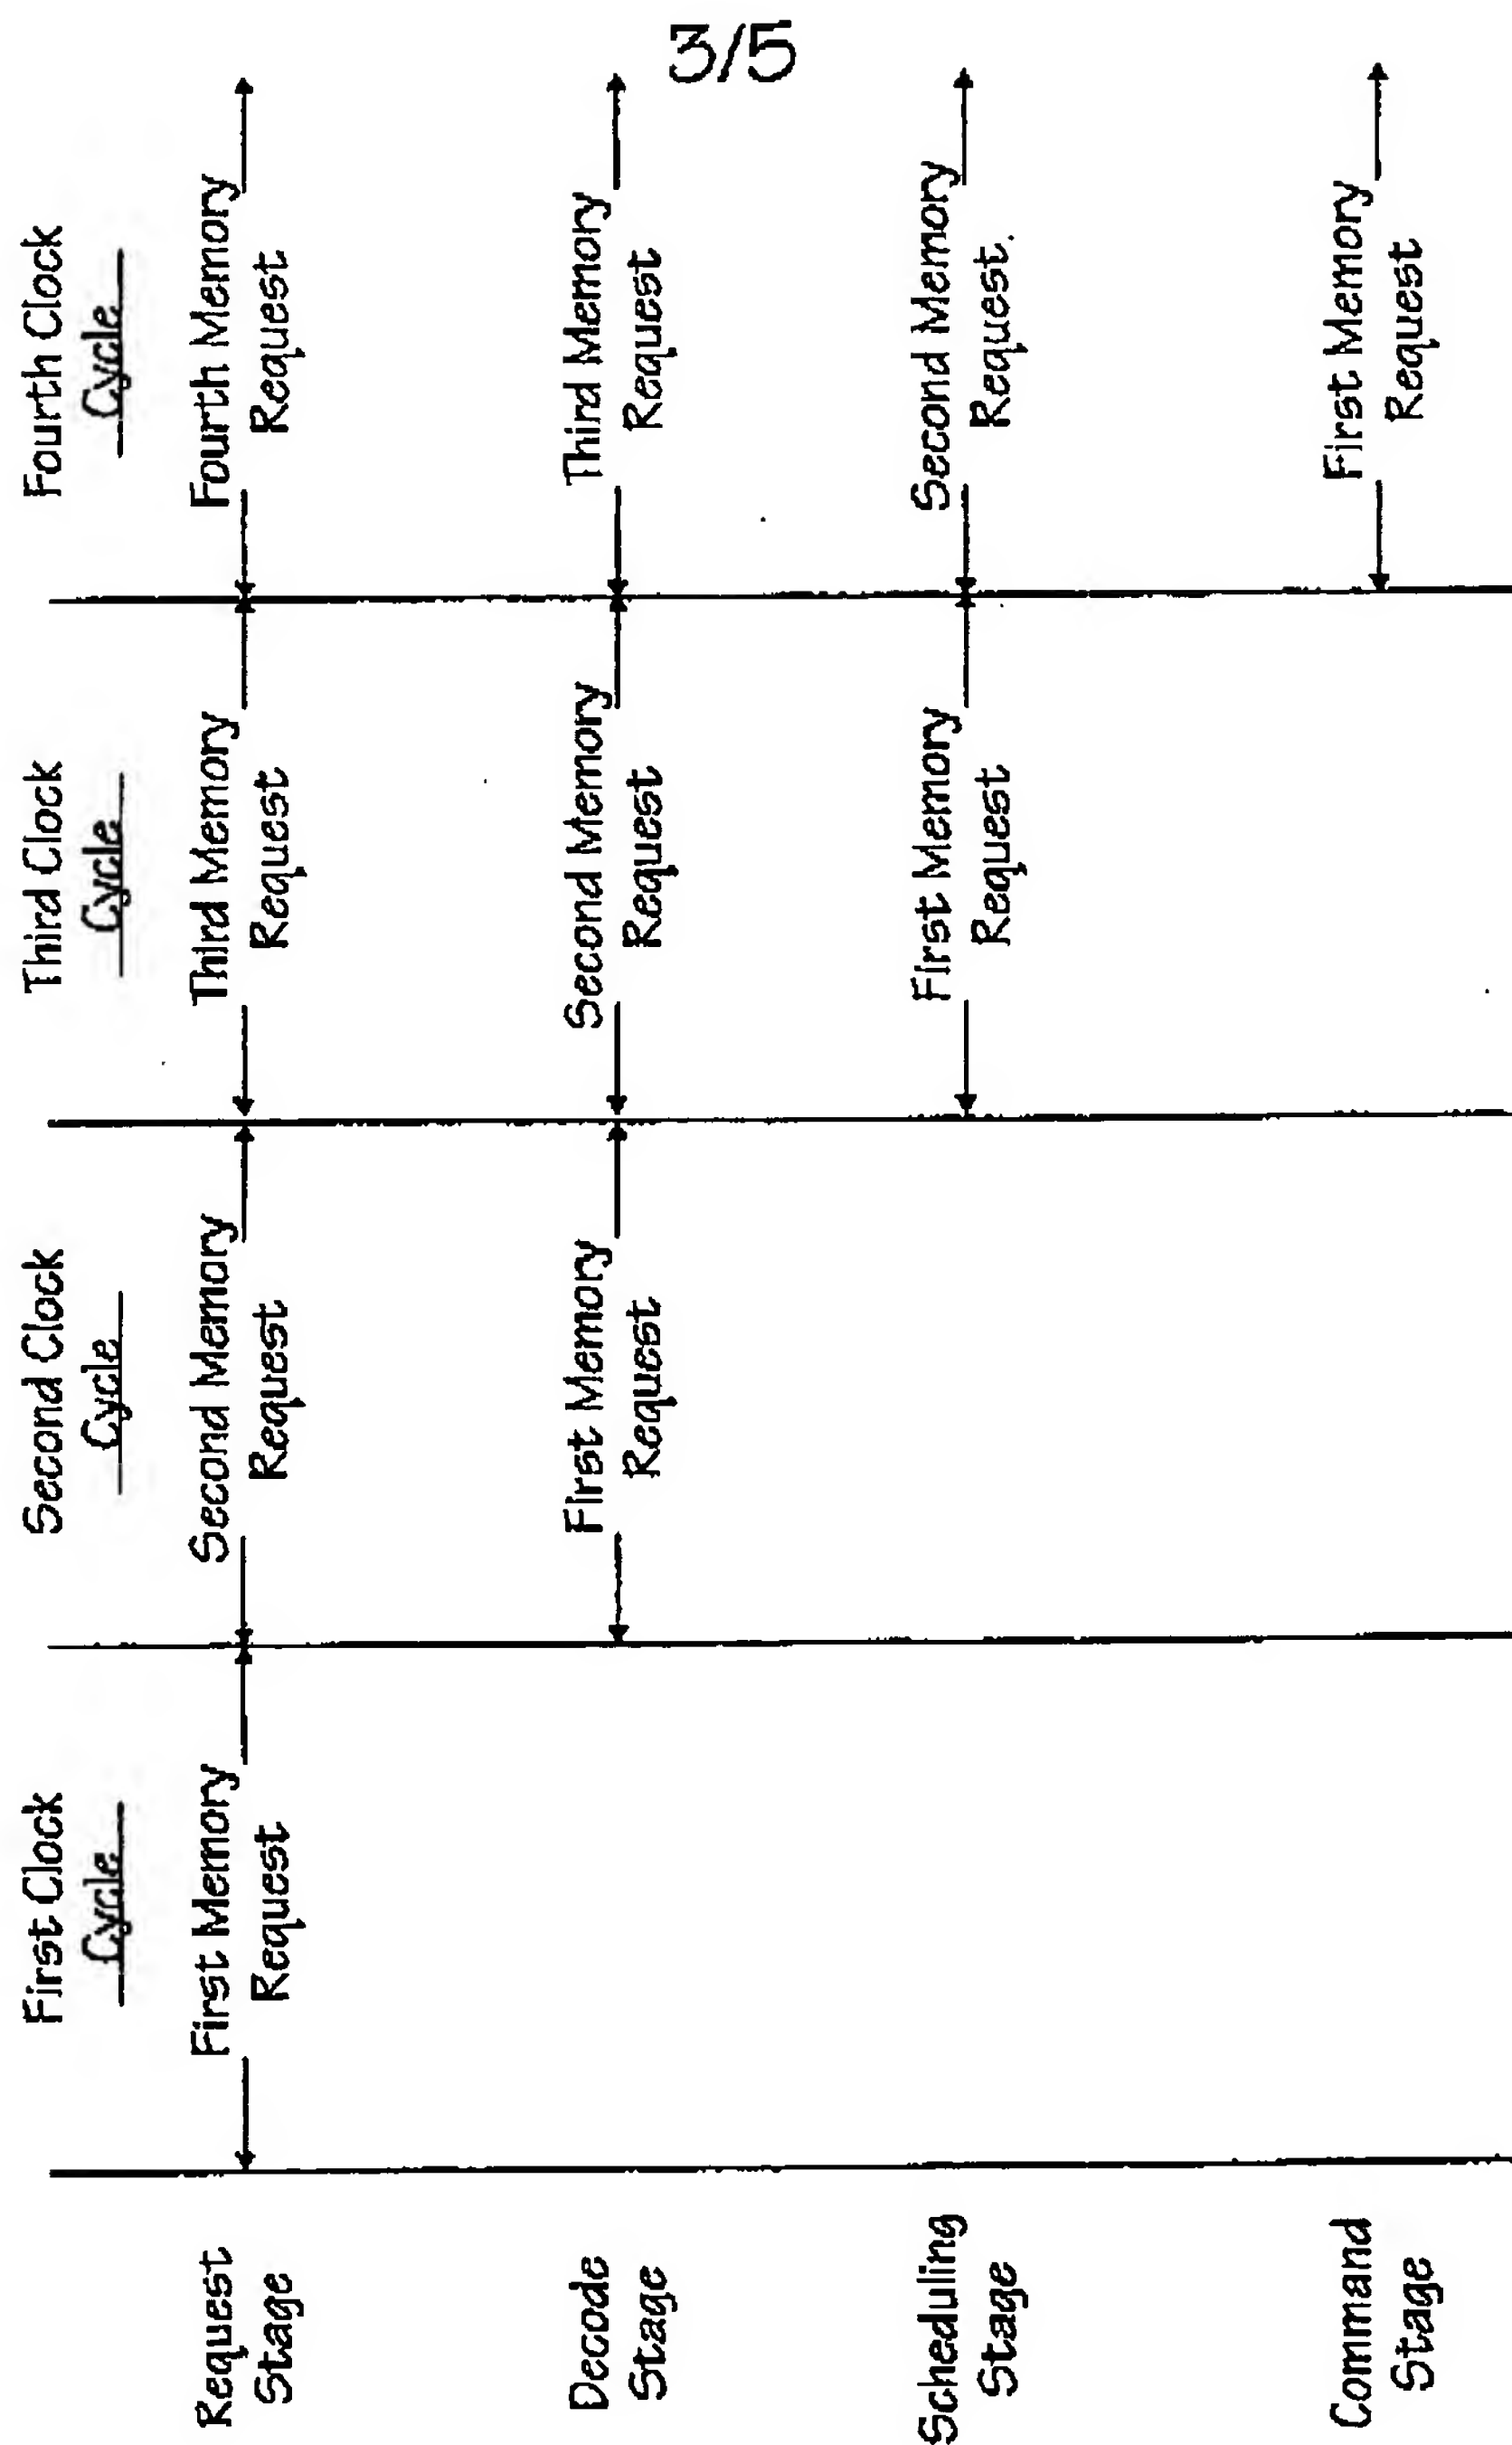 3/5
First Clock
Cycle
Second Clock
Cycle
Third Clock
Cycle
Fourth Clock
Cycle
Request
Stage
First Memory
Request
Second Memory
Request
Third Memory
Request
Fourth Memory
Request
Decode
Stage
First Memory
Request
Second Memory
Request
Third Memory
Request
Scheduling
Stage
First Memory
Request
Second Memory
Request
Command
Stage
First Memory
Request